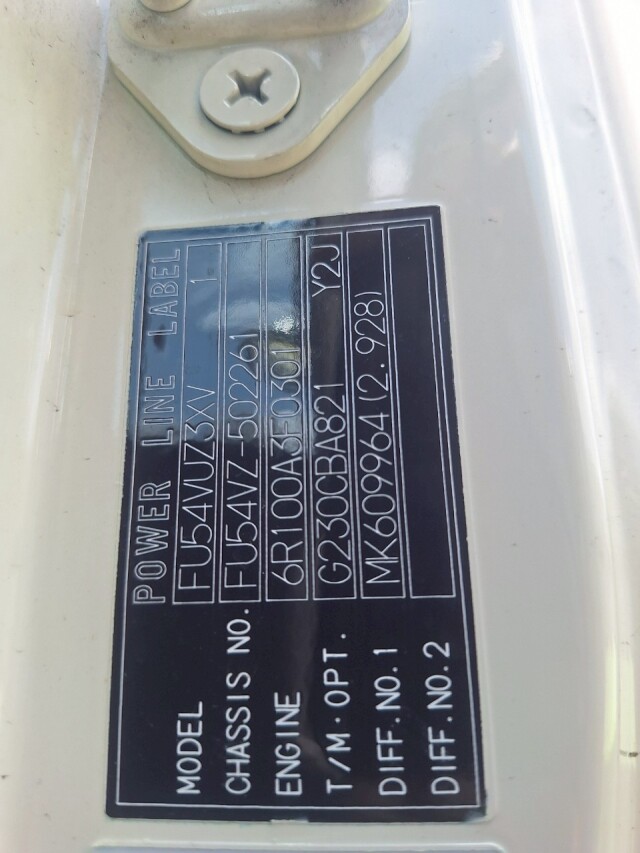 POWER LINE LABEL
MODEL FU54VUZ3XV 1
CHASSIS NO. FU54VZ-502261
ENGINE 6R100A3F0301
T/M·OPT. G230CBA821 Y2J
DIFF.NO.1 MK609964(2.928)
DIFF.NO.2